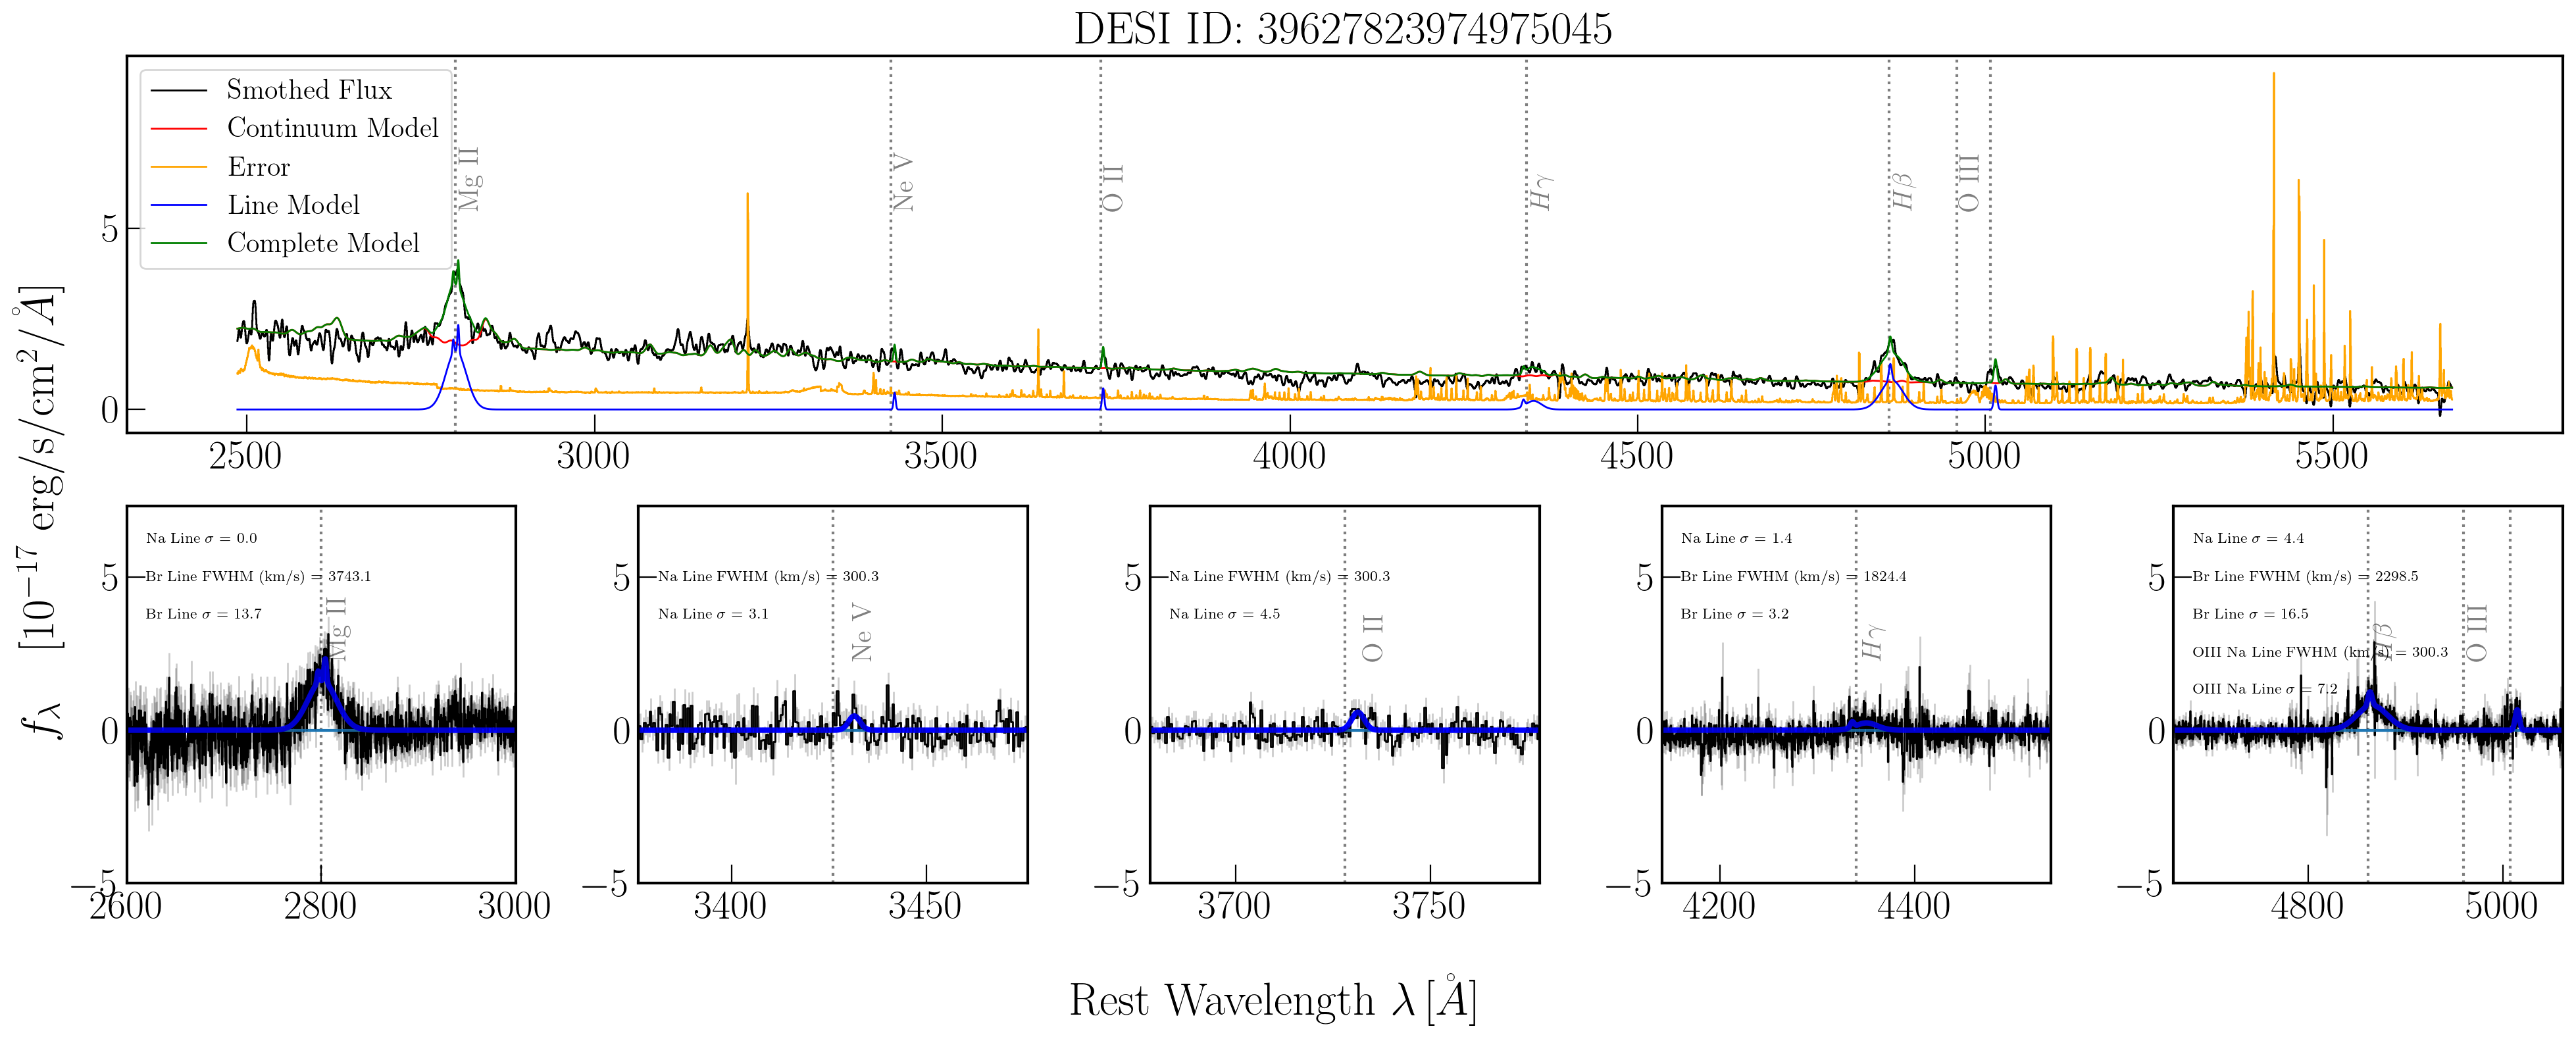 DESI ID: 39627823974975045
Smothed Flux
Continuum Model
Error
Line Model
Complete Model
Mg II
Ne V
O II
Hγ
Hβ
O III
5
0
2500 3000 3500 4000 4500 5000 5500
f_λ [10^{-17} erg/s/cm^2/Å]
Na Line σ = 0.0
Br Line FWHM (km/s) = 3743.1
Br Line σ = 13.7
Mg II
5
0
−5
2600 2800 3000
Na Line FWHM (km/s) = 300.3
Na Line σ = 3.1
Ne V
5
0
−5
3400 3450
Na Line FWHM (km/s) = 300.3
Na Line σ = 4.5
O II
5
0
−5
3700 3750
Na Line σ = 1.4
Br Line FWHM (km/s) = 1824.4
Br Line σ = 3.2
Hγ
5
0
−5
4200 4400
Na Line σ = 4.4
Br Line FWHM (km/s) = 2298.5
Br Line σ = 16.5
OIII Na Line FWHM (km/s) = 300.3
OIII Na Line σ = 7.2
Hβ
O III
5
0
−5
4800 5000
Rest Wavelength λ [Å]